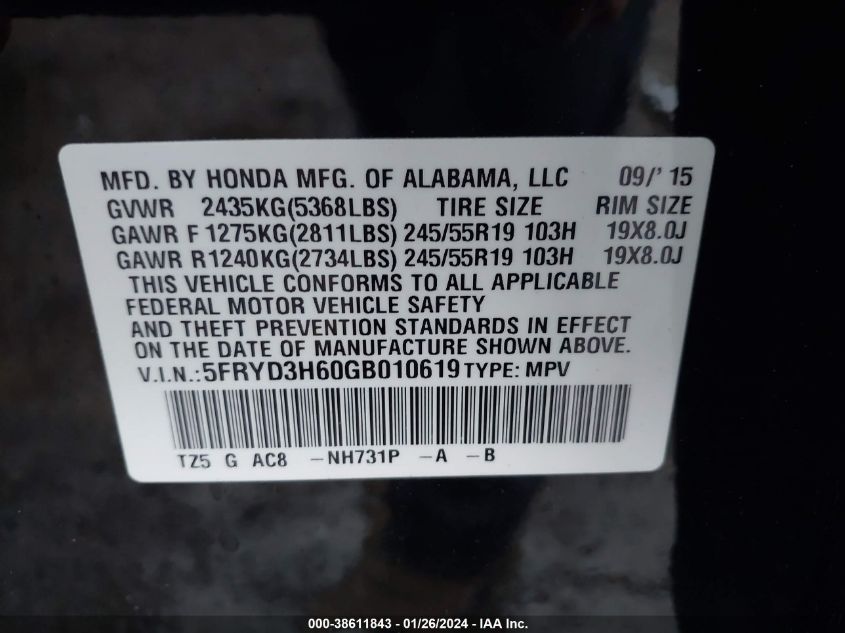 MFD. BY HONDA MFG. OF ALABAMA, LLC 09/' 15
GVWR 2435KG(5368LBS) TIRE SIZE RIM SIZE
GAWR F 1275KG(2811LBS) 245/55R19 103H 19X8.0J
GAWR R 1240KG(2734LBS) 245/55R19 103H 19X8.0J
THIS VEHICLE CONFORMS TO ALL APPLICABLE
FEDERAL MOTOR VEHICLE SAFETY
AND THEFT PREVENTION STANDARDS IN EFFECT
ON THE DATE OF MANUFACTURE SHOWN ABOVE.
V.I.N.: 5FRYD3H60GB010619 TYPE: MPV
TZ5 G AC8 -NH731P -A -B
000-38611843 - 01/26/2024 - IAA Inc.